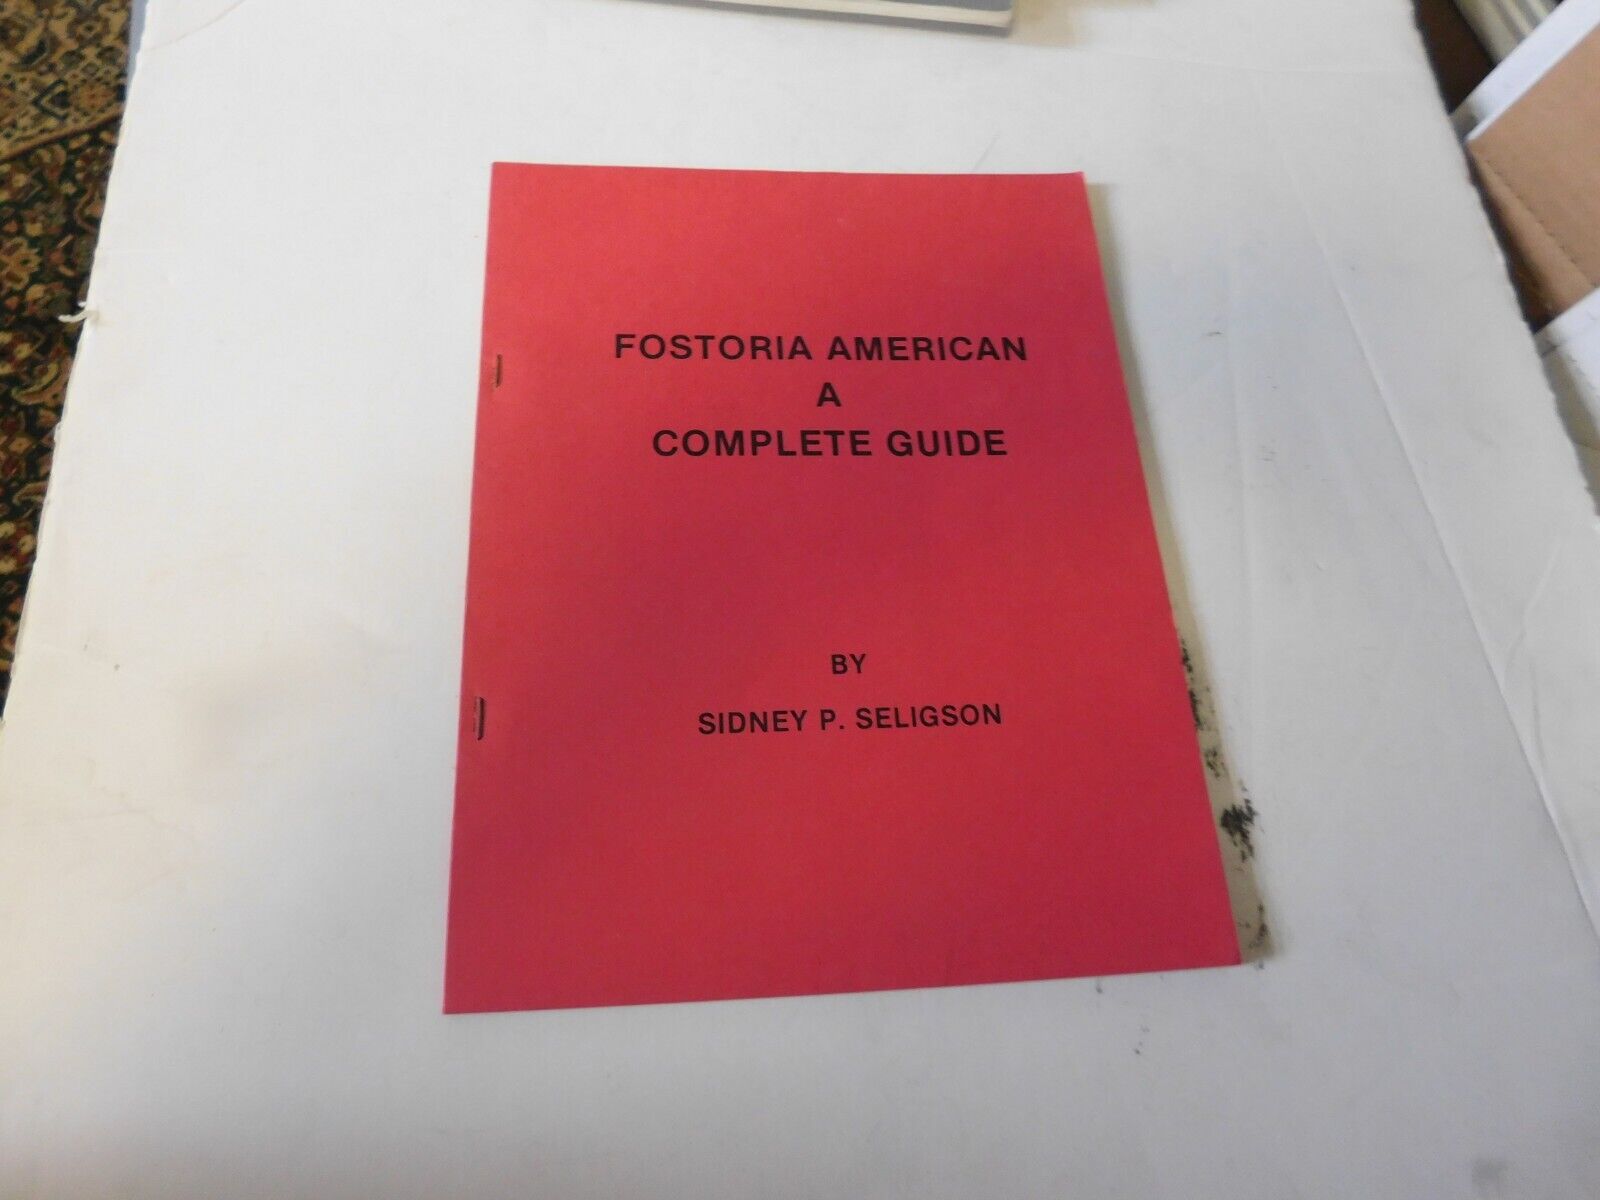 FOSTORIA AMERICAN
A
COMPLETE GUIDE
BY
SIDNEY P. SELIGSON